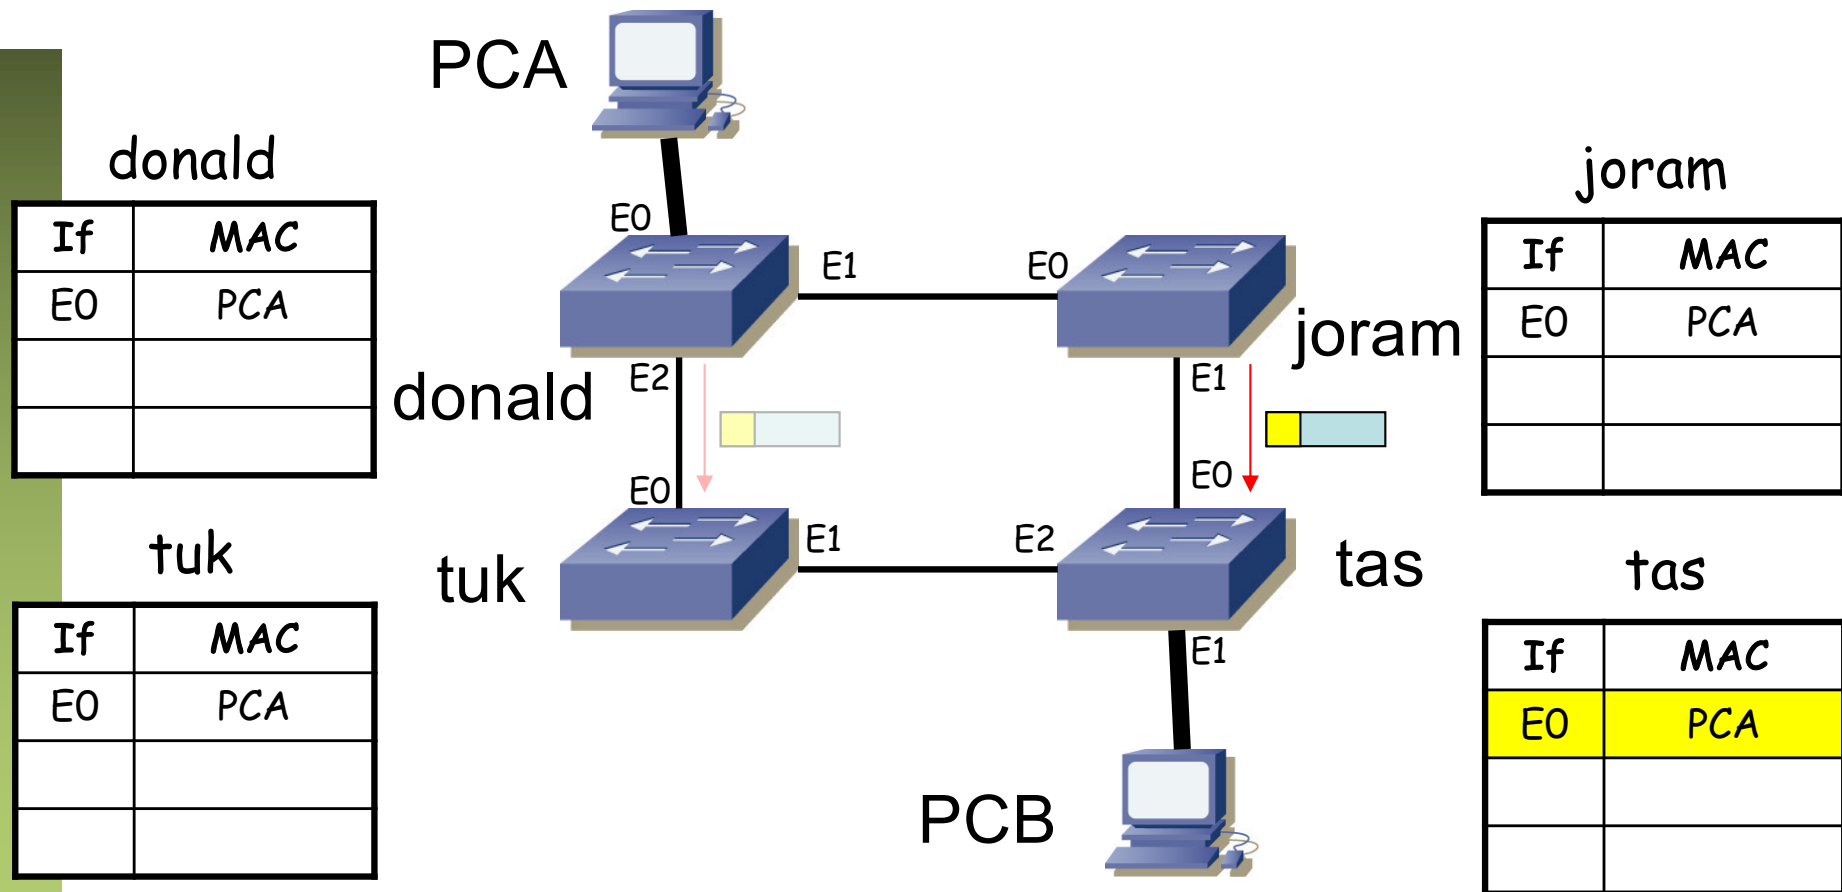 PCA
donald
If MAC
E0 PCA
joram
If MAC
E0 PCA
E0
E1
E0
donald
E2
joram
E1
E0
E0
tuk
E1
E2
tas
E1
PCB
tuk
If MAC
E0 PCA
tas
If MAC
E0 PCA